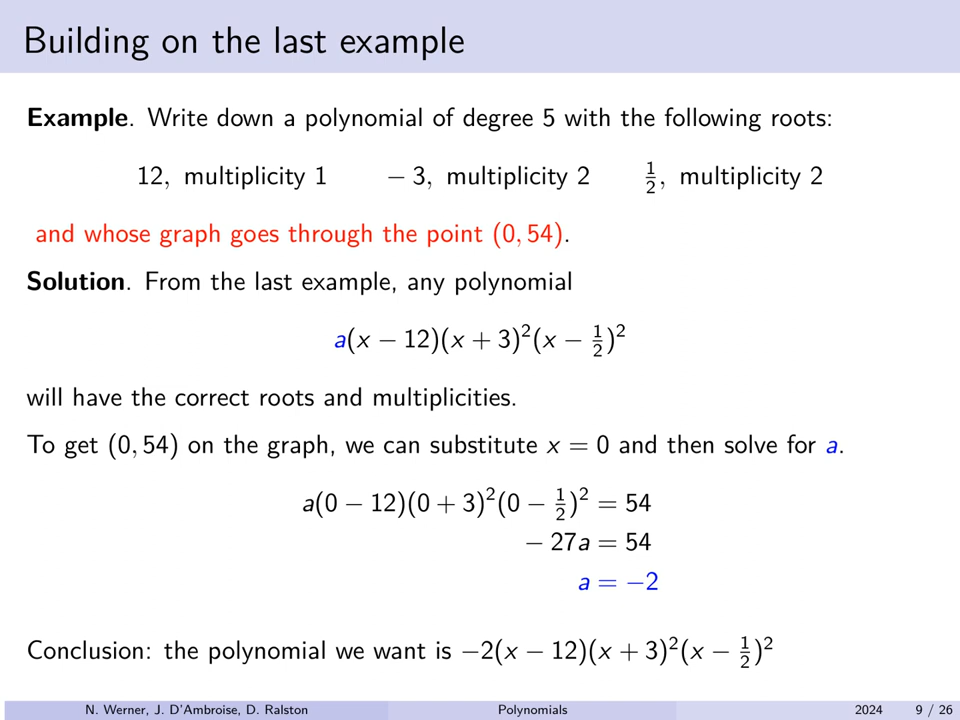 Building on the last example
Example. Write down a polynomial of degree 5 with the following roots:
12, multiplicity 1 − 3, multiplicity 2 1/2, multiplicity 2
and whose graph goes through the point (0, 54).
Solution. From the last example, any polynomial
a(x − 12)(x + 3)²(x − 1/2)²
will have the correct roots and multiplicities.
To get (0, 54) on the graph, we can substitute x = 0 and then solve for a.
a(0 − 12)(0 + 3)²(0 − 1/2)² = 54
− 27a = 54
a = −2
Conclusion: the polynomial we want is −2(x − 12)(x + 3)²(x − 1/2)²
N. Werner, J. D'Ambroise, D. Ralston Polynomials 2024 9 / 26